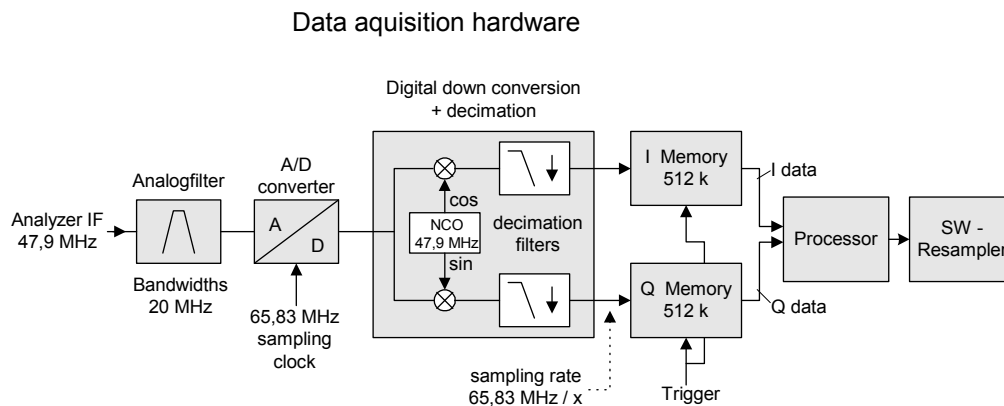 Data aquisition hardware
Digital down conversion
+ decimation
Analyzer IF
47,9 MHz
Analogfilter
Bandwidths
20 MHz
A/D
converter
A
D
65,83 MHz
sampling
clock
cos
NCO
47,9 MHz
sin
decimation
filters
sampling rate
65,83 MHz / x
I Memory
512 k
Q Memory
512 k
Trigger
I data
Q data
Processor
SW -
Resampler